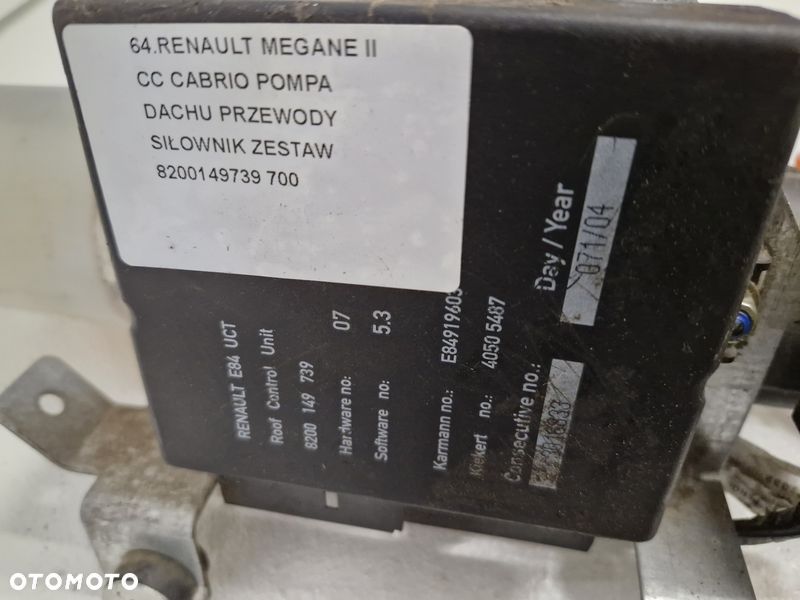 64.RENAULT MEGANE II
CC CABRIO POMPA
DACHU PRZEWODY
SIŁOWNIK ZESTAW
8200149739 700
RENAULT E84 UCT
Roof Control Unit
8200 149 739
Hardware no: 07
Software no: 5.3
Karmann no.: E84919603
Kiekert no.: 4050 5487
Consecutive no.:
Day / Year
071/04
OTOMOTO